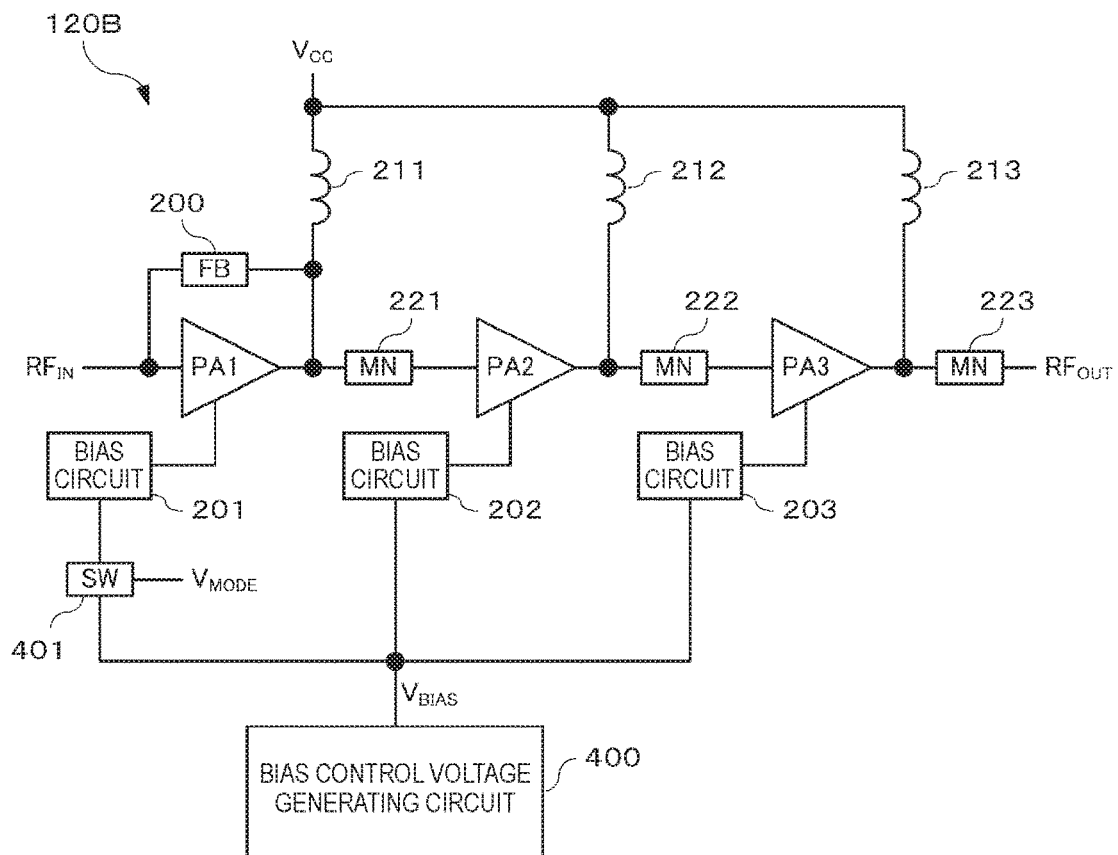 120B
VCC
211
212
213
200
FB
221
222
223
RFIN
PA1
MN
PA2
MN
PA3
MN
RFOUT
BIAS
CIRCUIT
BIAS
CIRCUIT
BIAS
CIRCUIT
201
202
203
SW
VMODE
401
VBIAS
BIAS CONTROL VOLTAGE
GENERATING CIRCUIT
400